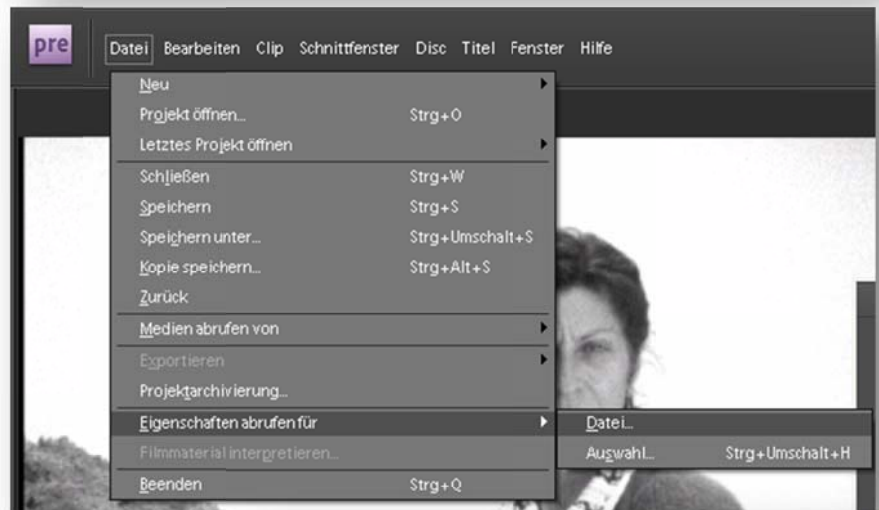 pre
Datei Bearbeiten Clip Schnittfenster Disc Titel Fenster Hilfe
Neu
Projekt öffnen... Strg+O
Letztes Projekt öffnen
Schließen Strg+W
Speichern Strg+S
Speichern unter... Strg+Umschalt+S
Kopie speichern... Strg+Alt+S
Zurück
Medien abrufen von
Exportieren
Projektarchivierung...
Eigenschaften abrufen für Datei...
Filmmaterial interpretieren... Auswahl... Strg+Umschalt+H
Beenden Strg+Q